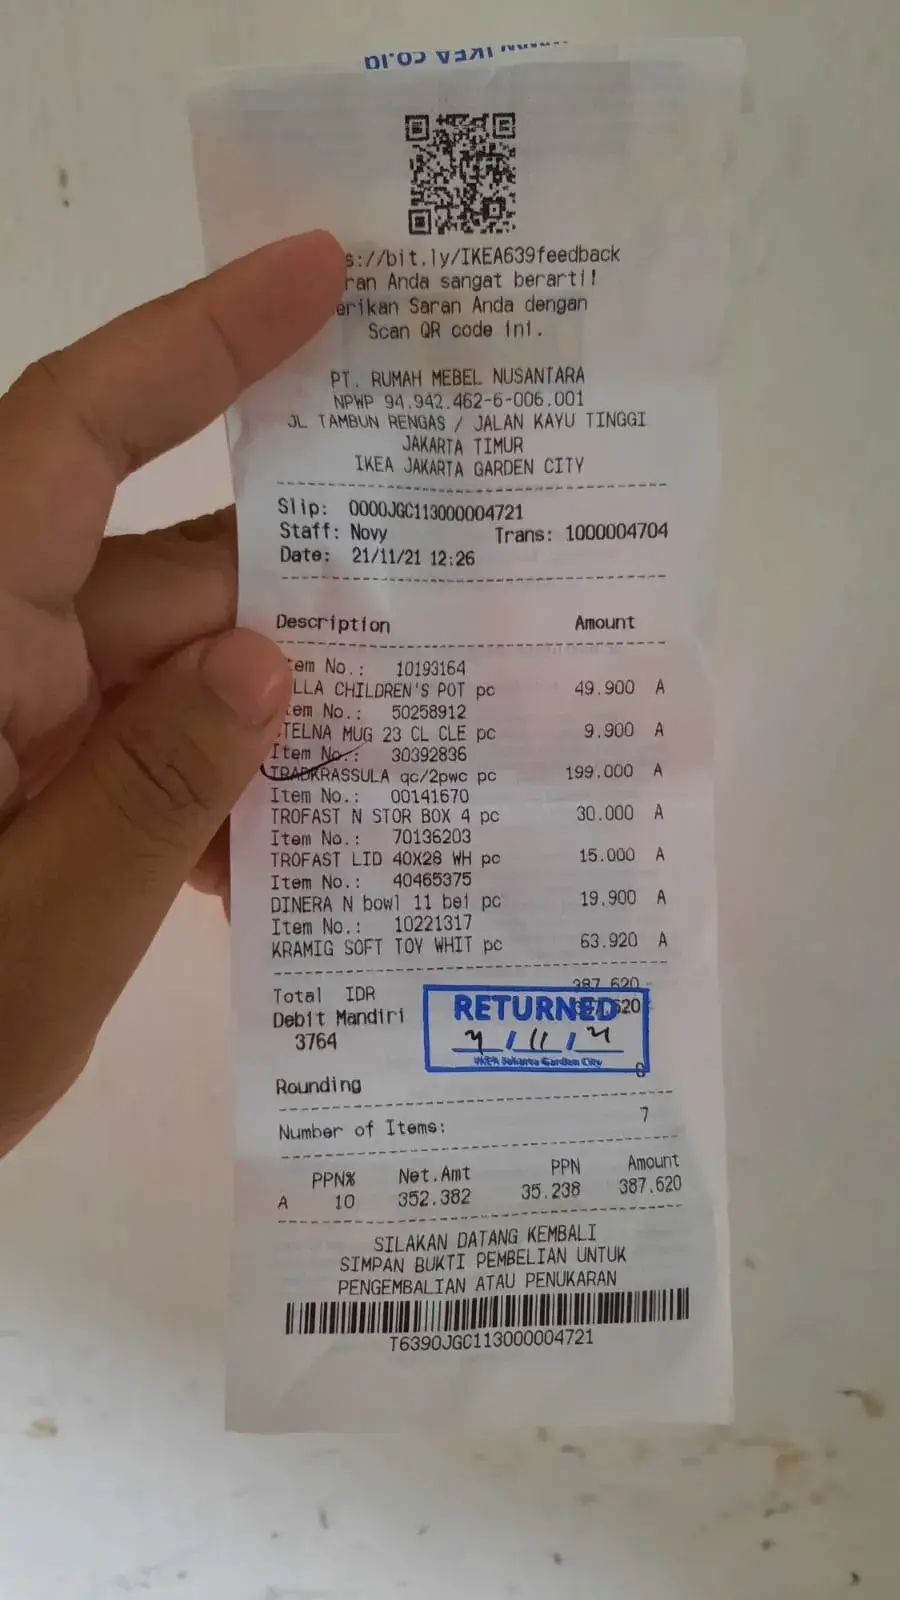 IKEA.co.id
s://bit.ly/IKEA639feedback
ran Anda sangat berarti!
erikan Saran Anda dengan
Scan QR code ini.
PT. RUMAH MEBEL NUSANTARA
NPWP 94.942.462-6-006.001
JL TAMBUN RENGAS / JALAN KAYU TINGGI
JAKARTA TIMUR
IKEA JAKARTA GARDEN CITY
Slip: 0000JGC113000004721
Staff: Novy Trans: 1000004704
Date: 21/11/21 12:26
Description Amount
tem No.: 10193164
LLA CHILDREN'S POT pc 49.900 A
tem No.: 50258912
TELNA MUG 23 CL CLE pc 9.900 A
Item No.: 30392836
TRADKRASSULA qc/2pwc pc 199.000 A
Item No.: 00141670
TROFAST N STOR BOX 4 pc 30.000 A
Item No.: 70136203
TROFAST LID 40X28 WH pc 15.000 A
Item No.: 40465375
DINERA N bowl 11 bei pc 19.900 A
Item No.: 10221317
KRAMIG SOFT TOY WHIT pc 63.920 A
Total IDR 387.620
Debit Mandiri 387.620
3764
RETURNED
21 / 11 / 21
IKEA Jakarta Garden City
Rounding 0
Number of Items: 7
PPN% Net.Amt PPN Amount
A 10 352.382 35.238 387.620
SILAKAN DATANG KEMBALI
SIMPAN BUKTI PEMBELIAN UNTUK
PENGEMBALIAN ATAU PENUKARAN
T6390JGC113000004721